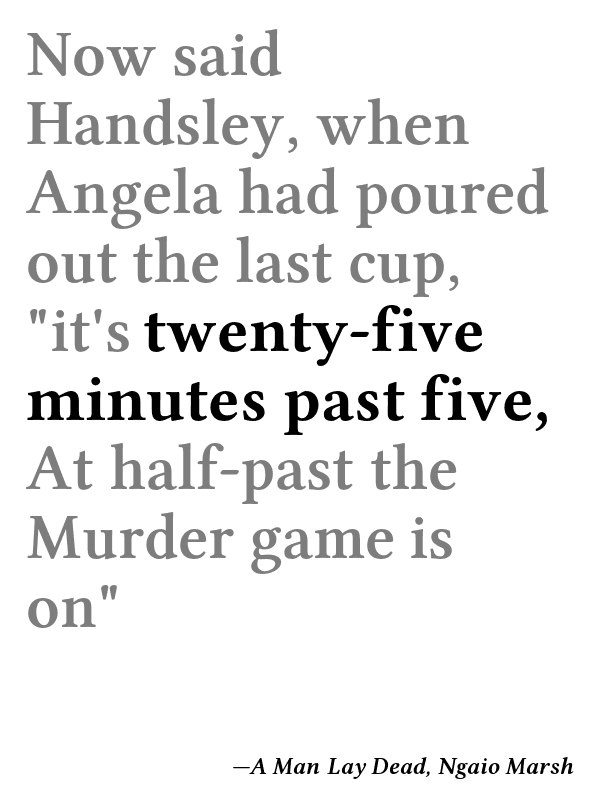 Now said
Handsley, when
Angela had poured
out the last cup,
"it's twenty-five
minutes past five,
At half-past the
Murder game is
on"
—A Man Lay Dead, Ngaio Marsh